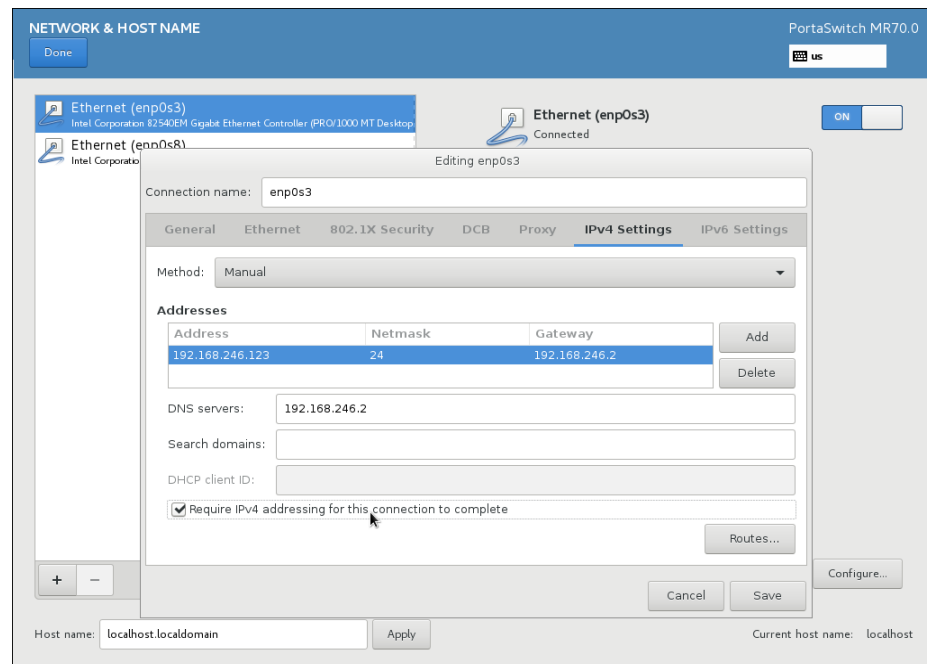 NETWORK & HOST NAME
PortaSwitch MR70.0
Done
us
Ethernet (enp0s3)
Intel Corporation 82540EM Gigabit Ethernet Controller (PRO/1000 MT Desktop
Ethernet (enp0s3)
Connected
ON
Ethernet (enp0s8)
Intel Corporatio
Editing enp0s3
Connection name: enp0s3
General Ethernet 802.1X Security DCB Proxy IPv4 Settings IPv6 Settings
Method: Manual
Addresses
Address Netmask Gateway
192.168.246.123 24 192.168.246.2
Add
Delete
DNS servers: 192.168.246.2
Search domains:
DHCP client ID:
Require IPv4 addressing for this connection to complete
Routes...
+ −
Configure...
Cancel Save
Host name: localhost.localdomain Apply Current host name: localhost